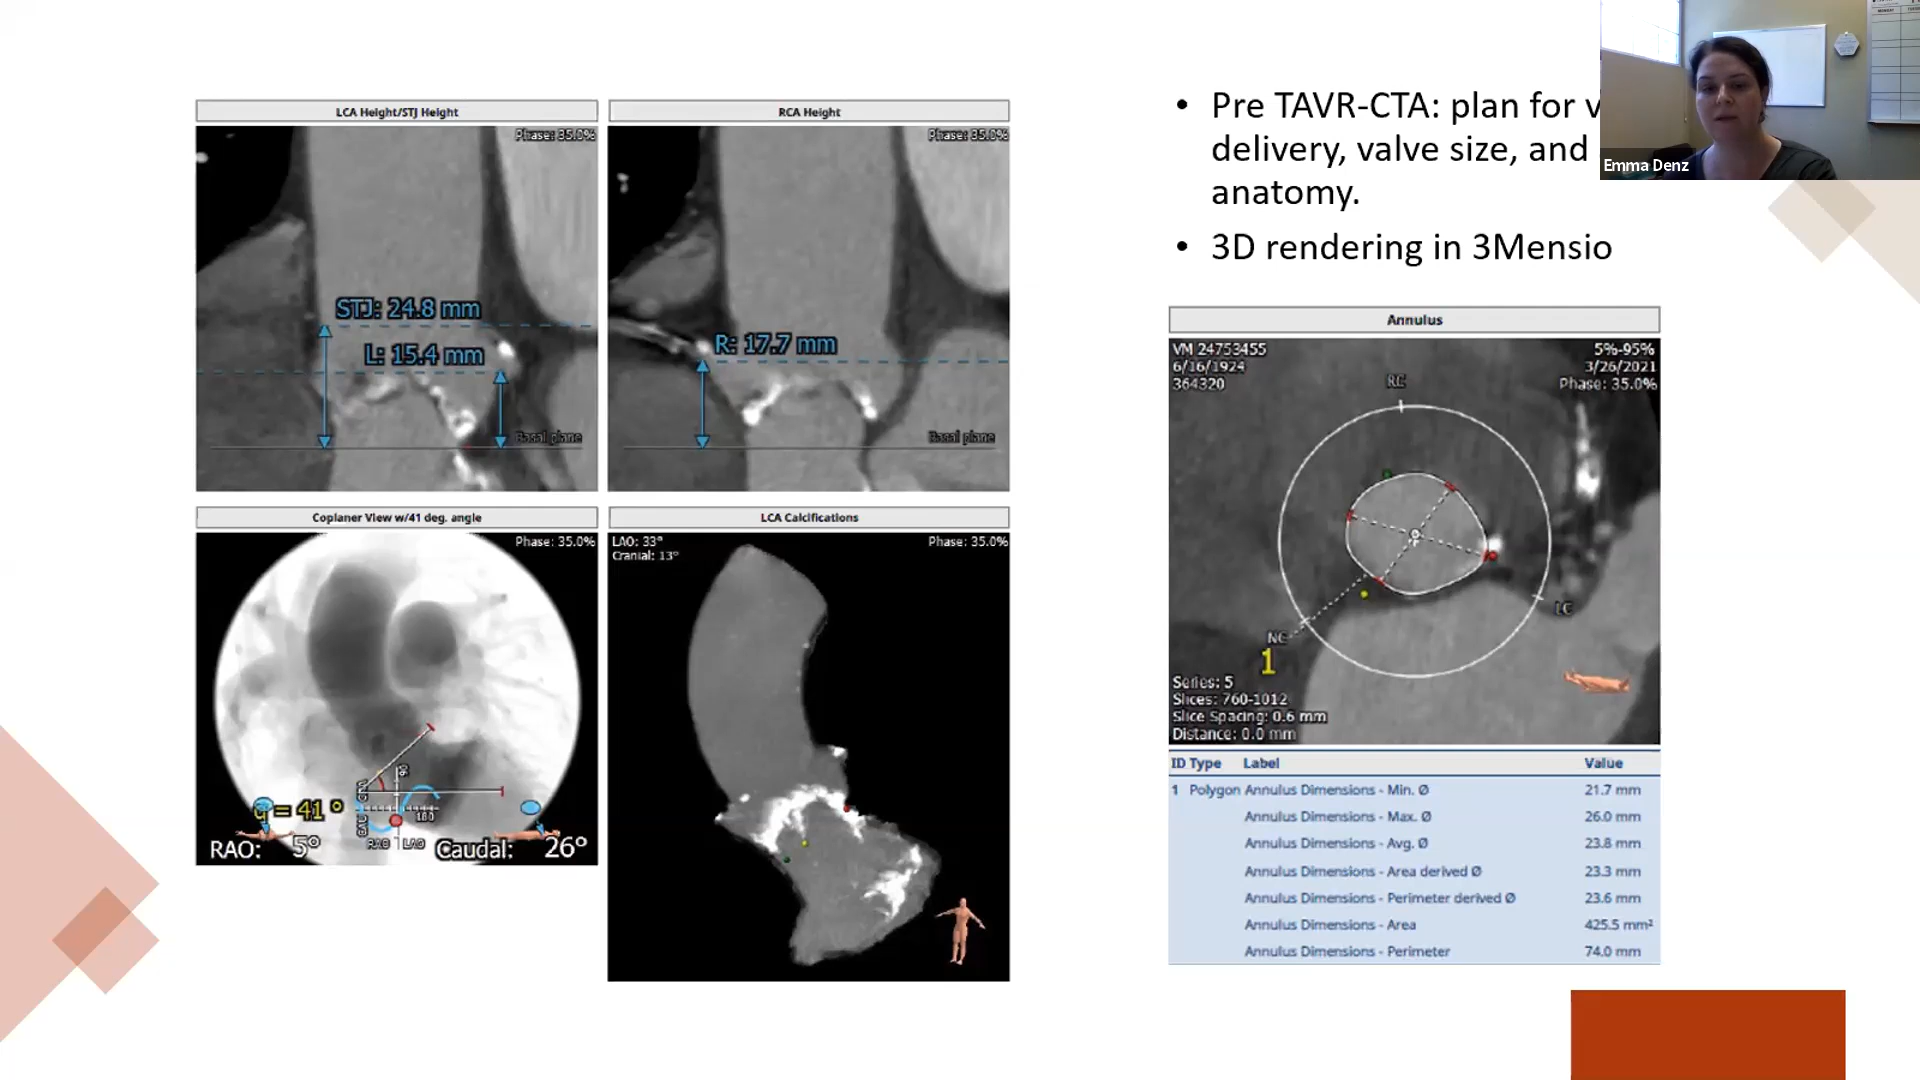 LCA Height/STJ Height
Phase: 35.0%
STJ: 24.8 mm
L: 15.4 mm
Basal plane
RCA Height
Phase: 35.0%
R: 17.7 mm
Basal plane
Coplaner View w/41 deg. angle
Phase: 35.0%
= 41 °
90
180
CAU
RAO LAO
RAO: 5° Caudal: 26°
LCA Calcifications
LAO: 33°
Cranial: 13°
Phase: 35.0%
• Pre TAVR-CTA: plan for
delivery, valve size, and
anatomy.
• 3D rendering in 3Mensio
Emma Denz
Annulus
VM 24753455
6/16/1924
364320
5%-95%
3/26/2021
Phase: 35.0%
RC
LC
NC
1
Series: 5
Slices: 760-1012
Slice Spacing: 0.6 mm
Distance: 0.0 mm
ID Type Label Value
1 Polygon Annulus Dimensions - Min. Ø 21.7 mm
Annulus Dimensions - Max. Ø 26.0 mm
Annulus Dimensions - Avg. Ø 23.8 mm
Annulus Dimensions - Area derived Ø 23.3 mm
Annulus Dimensions - Perimeter derived Ø 23.6 mm
Annulus Dimensions - Area 425.5 mm²
Annulus Dimensions - Perimeter 74.0 mm